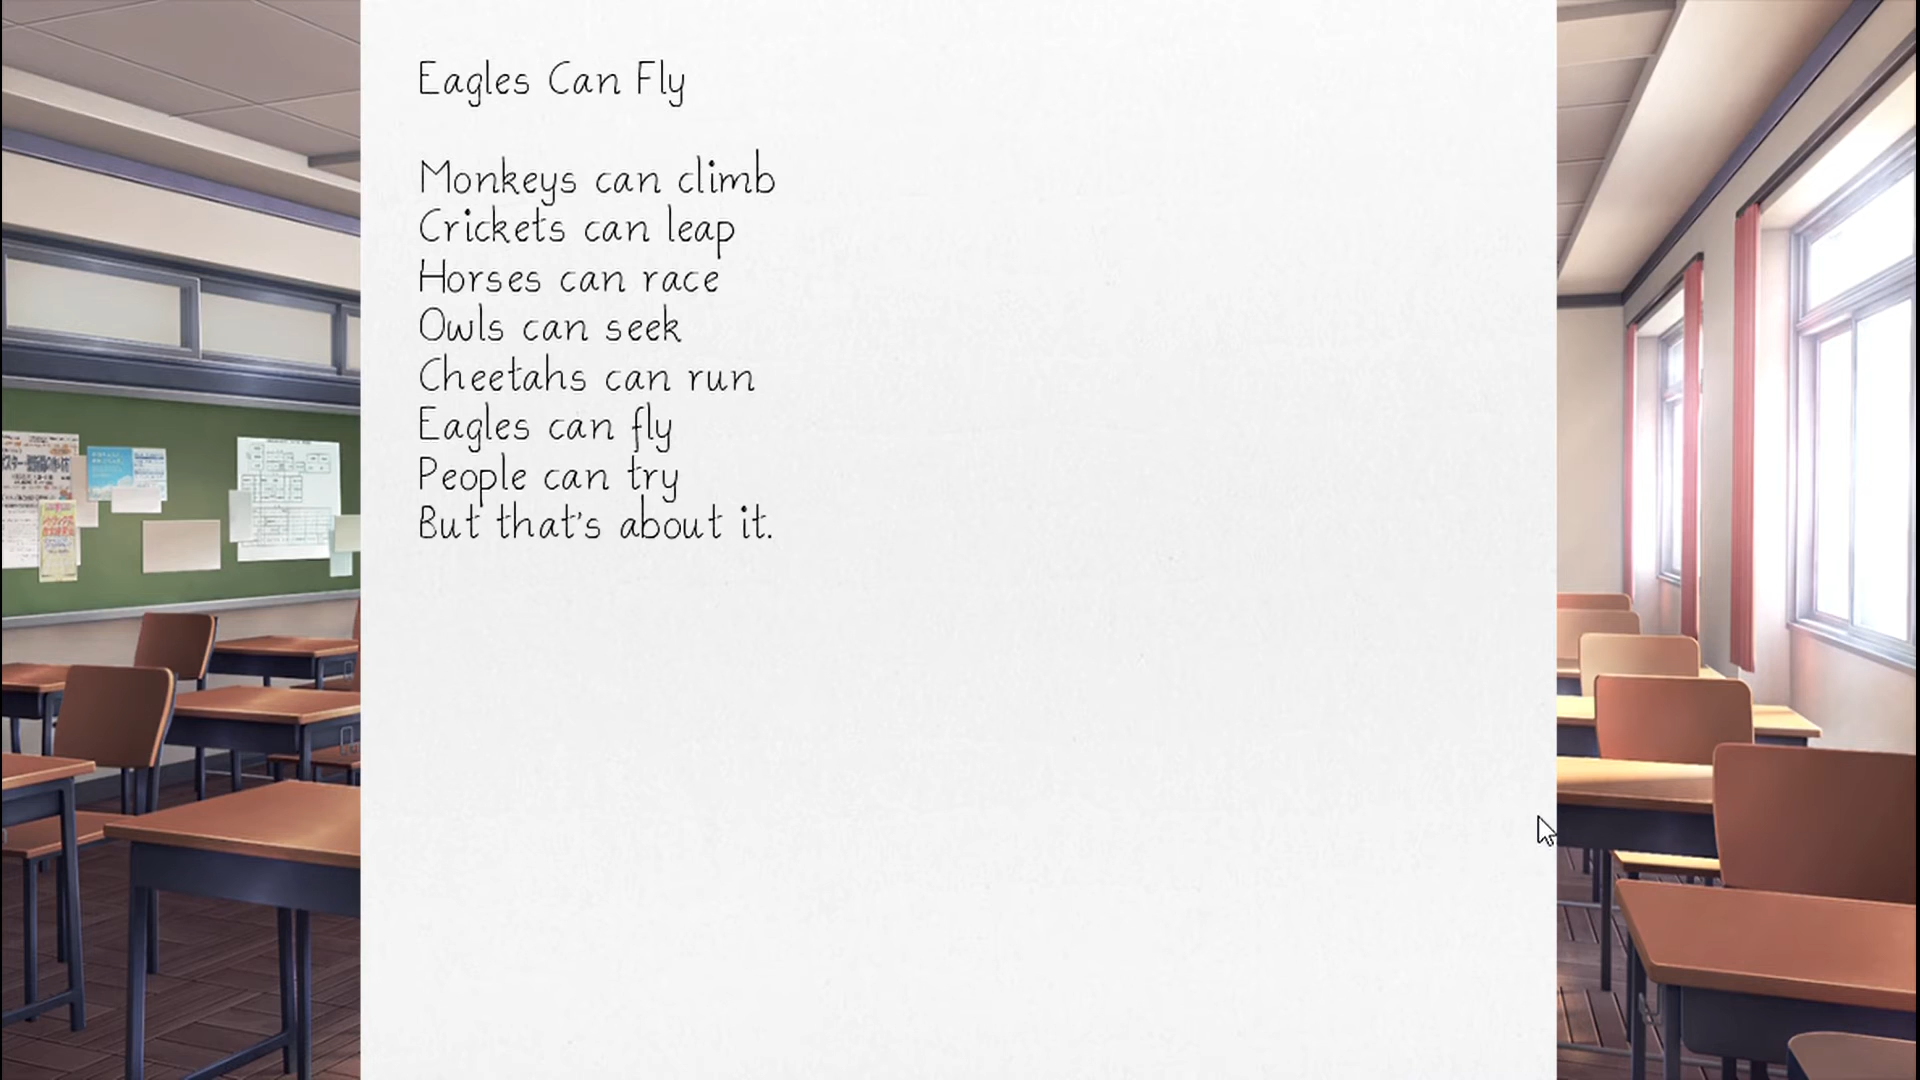 Eagles Can Fly
Monkeys can climb
Crickets can leap
Horses can race
Owls can seek
Cheetahs can run
Eagles can fly
People can try
But that's about it.